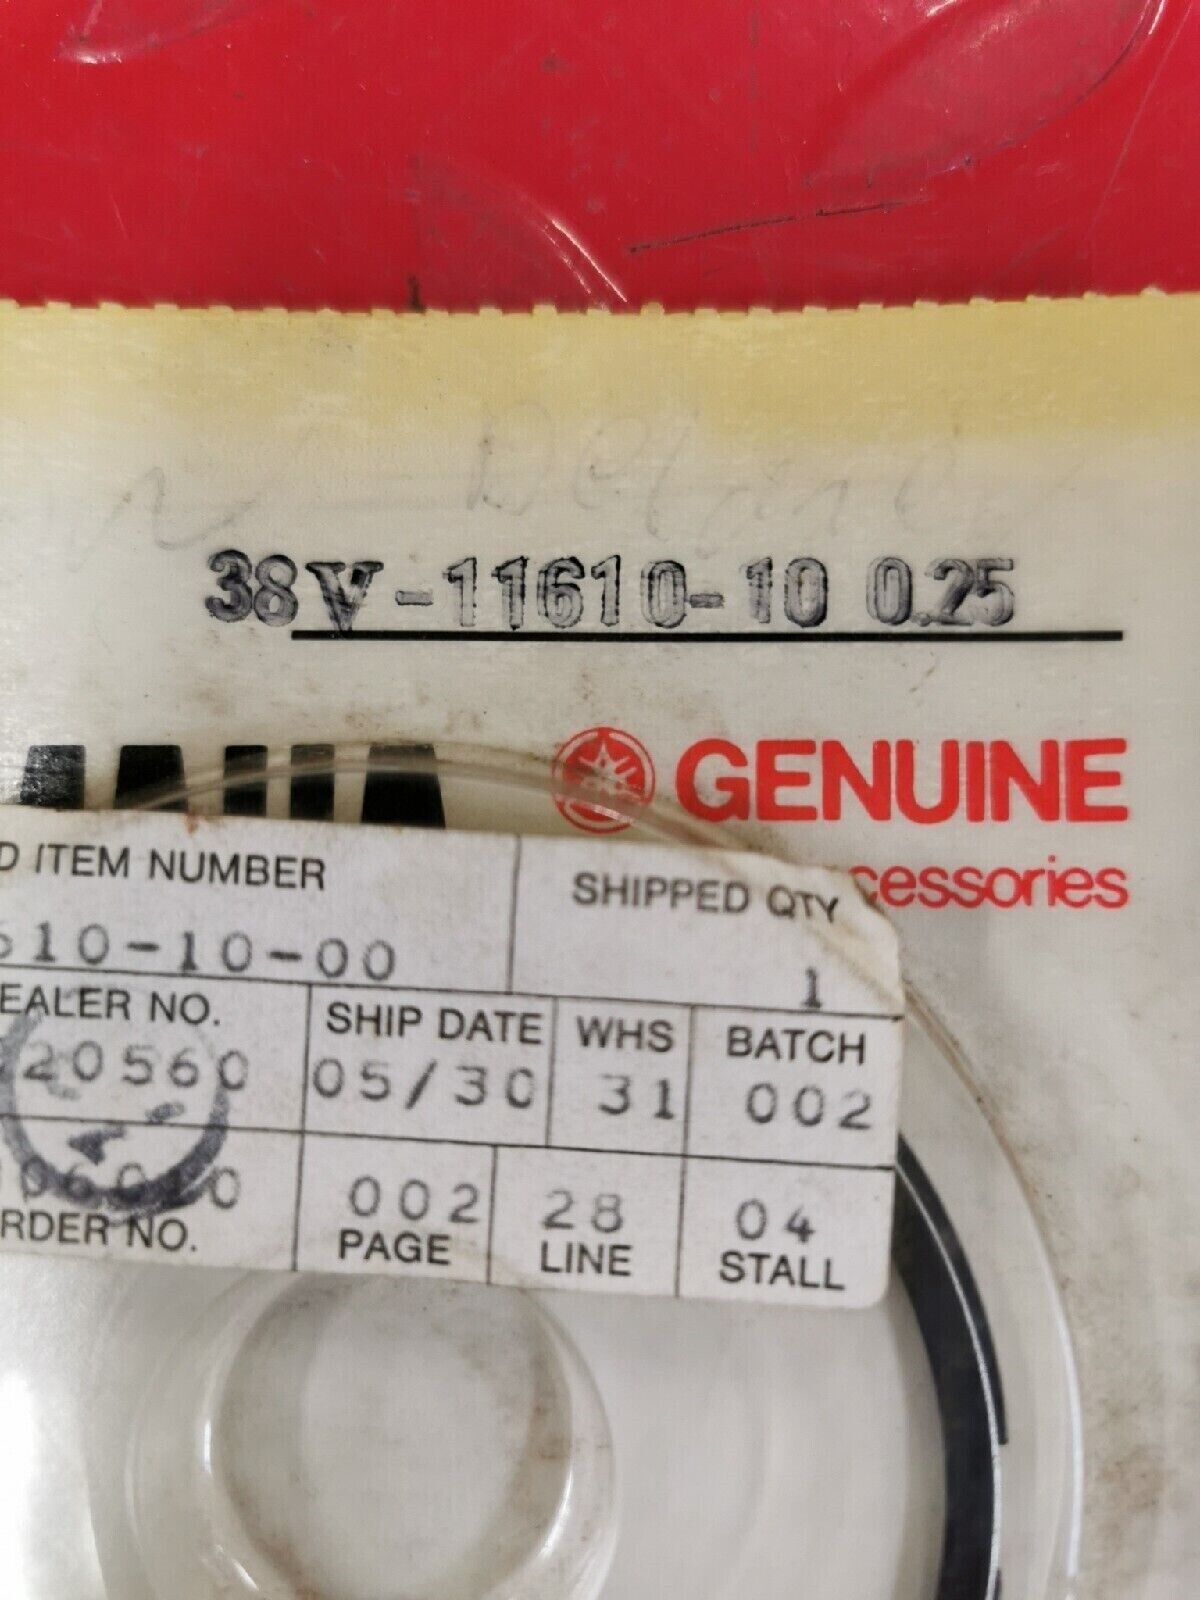 38V-11610-10 0.25
GENUINE
cessories
D ITEM NUMBER
SHIPPED QTY
610-10-00
1
EALER NO.
SHIP DATE
WHS
BATCH
20560
05/30
31
002
002
28
04
RDER NO.
PAGE
LINE
STALL